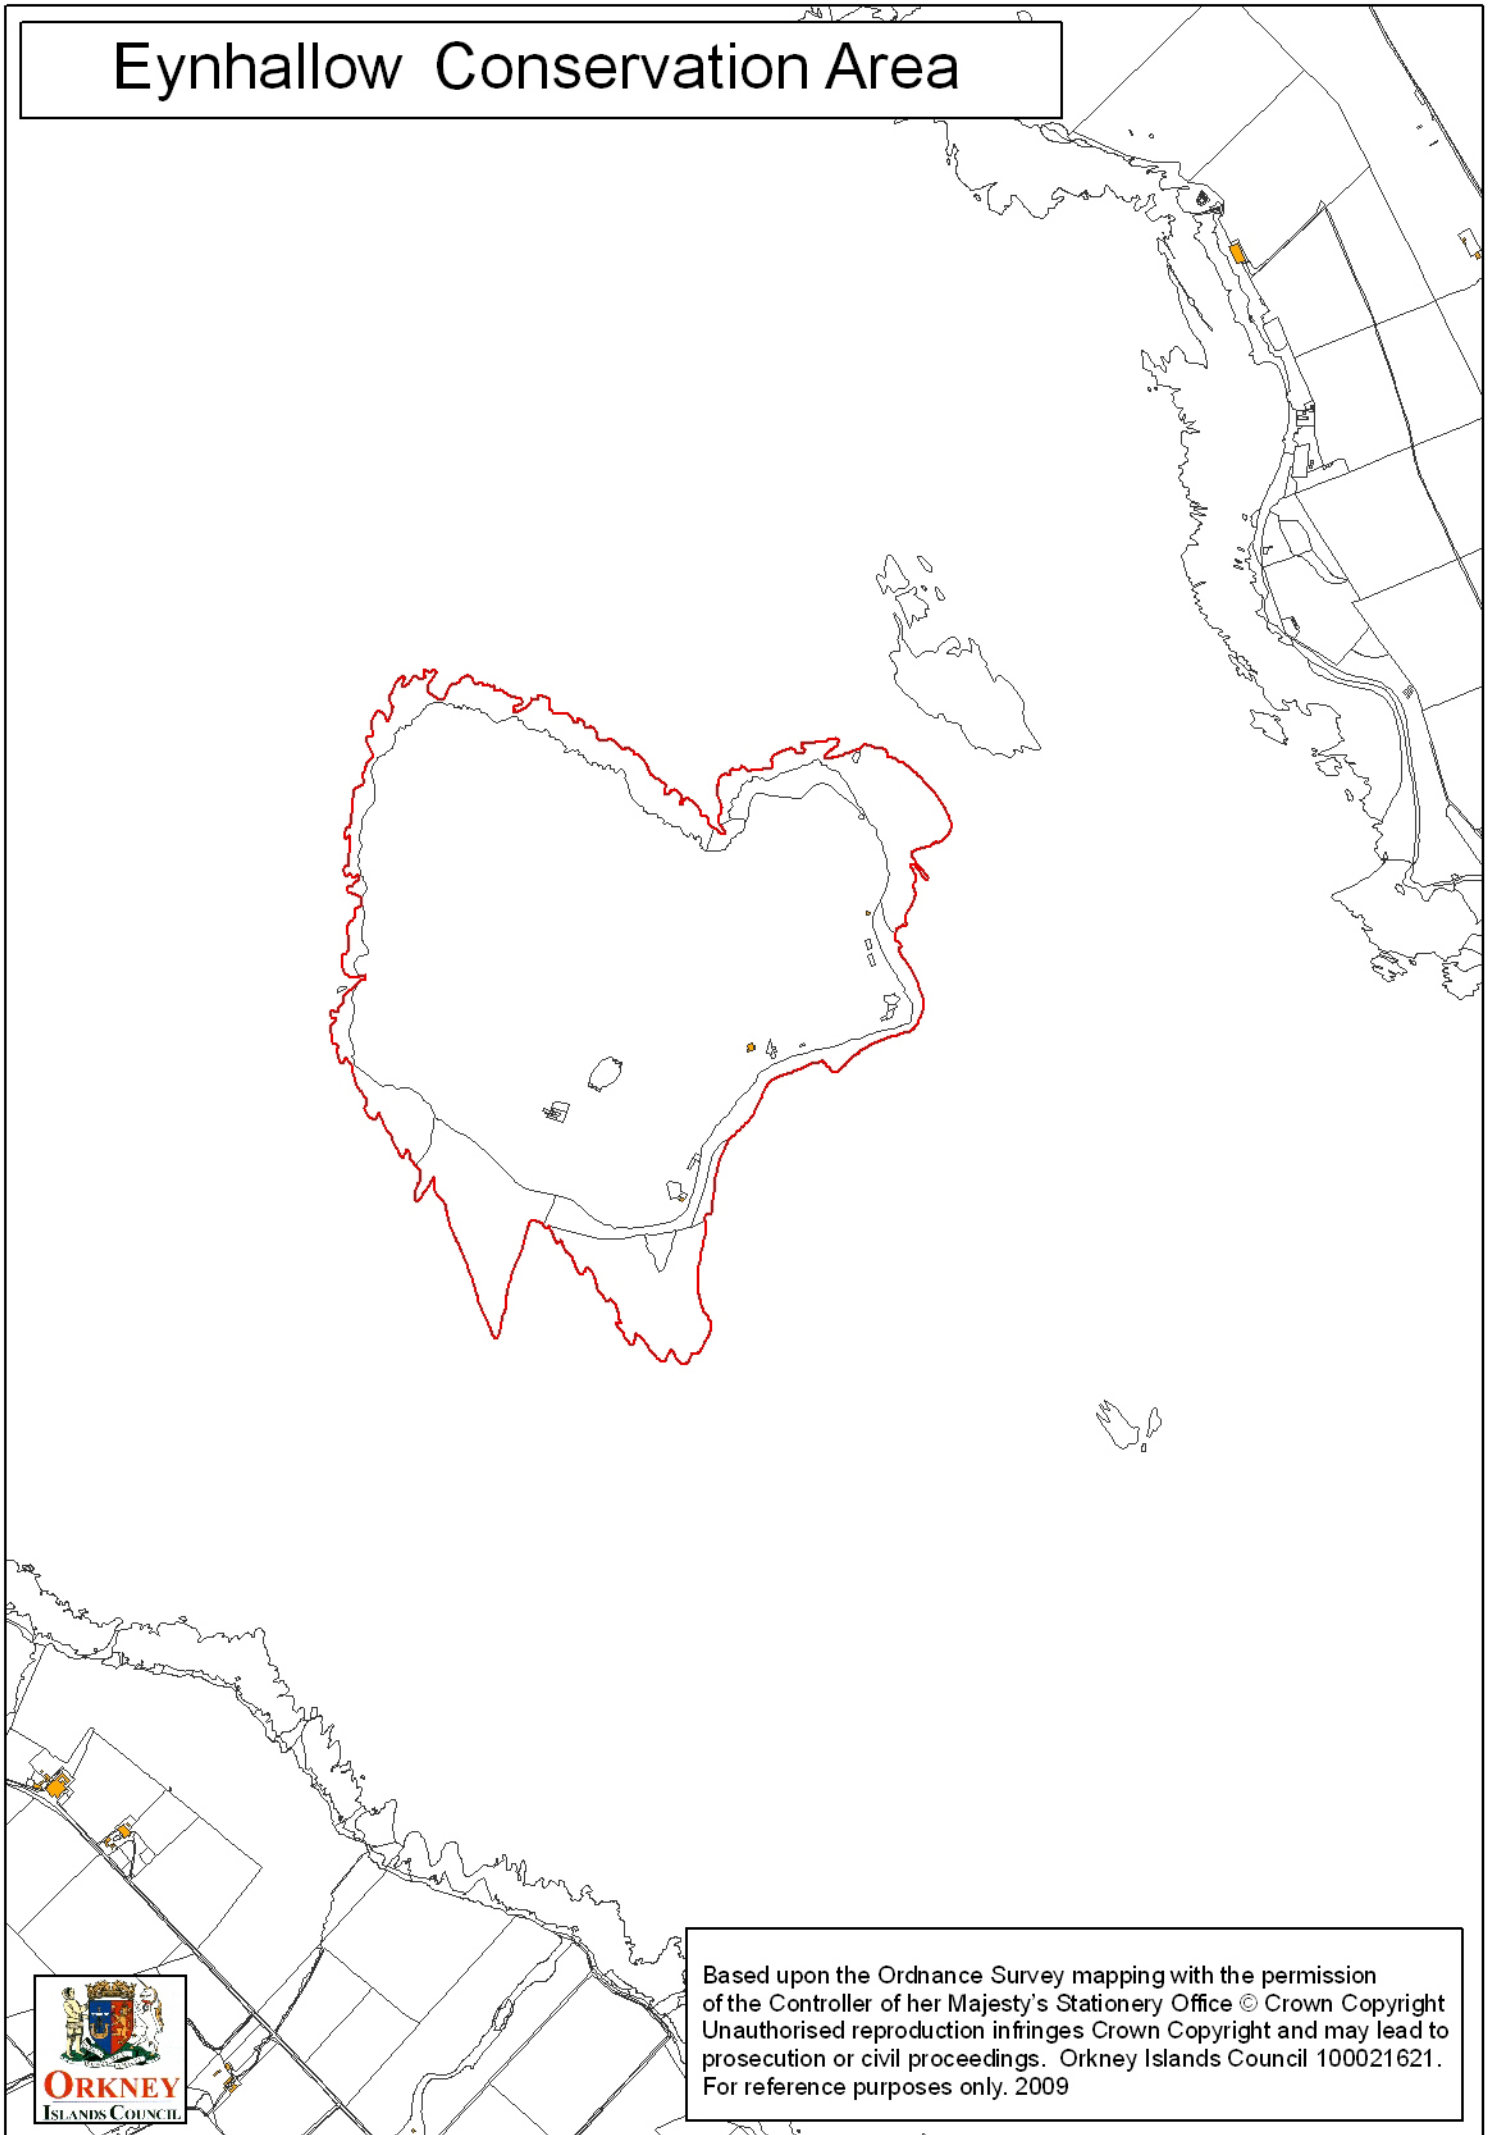 Eynhallow Conservation Area
Based upon the Ordnance Survey mapping with the permission
of the Controller of her Majesty's Stationery Office © Crown Copyright
Unauthorised reproduction infringes Crown Copyright and may lead to
prosecution or civil proceedings. Orkney Islands Council 100021621.
For reference purposes only. 2009
ORKNEY
ISLANDS COUNCIL